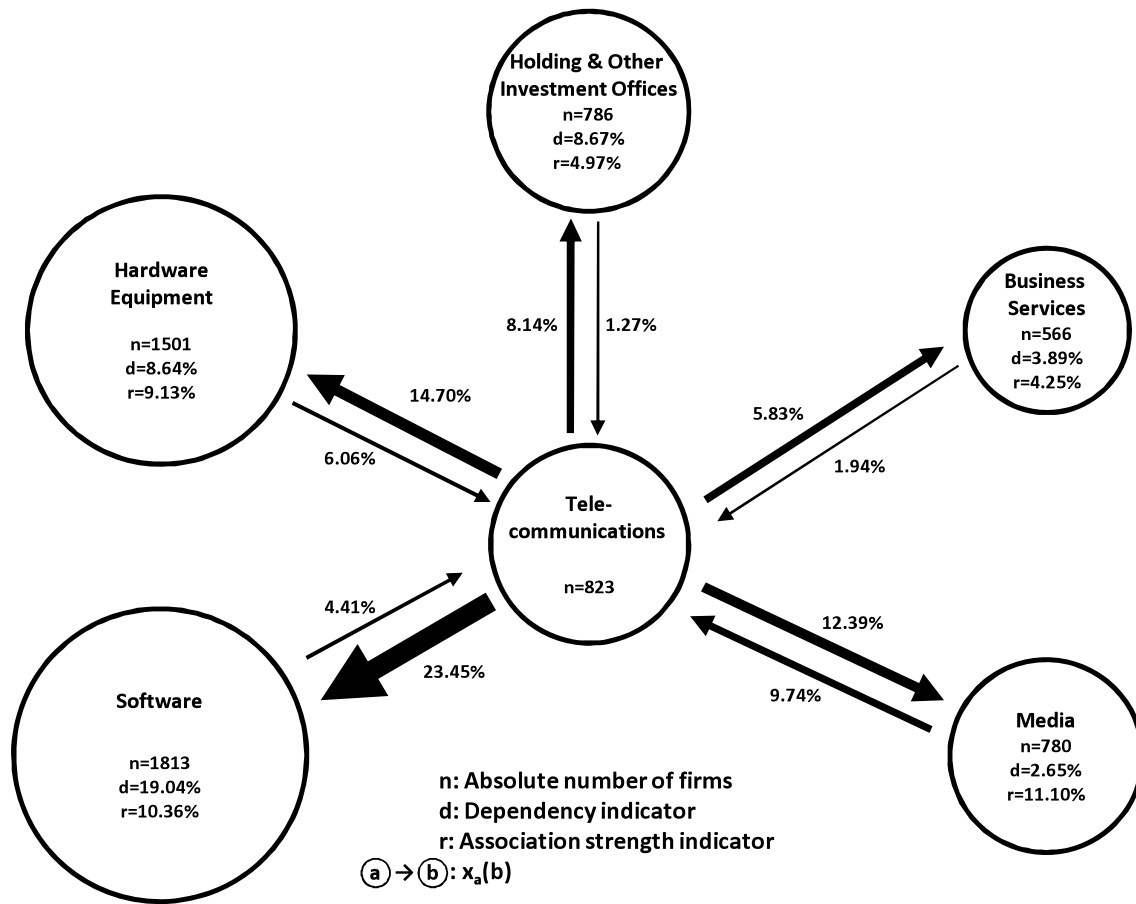 Holding & Other
Investment Offices
n=786
d=8.67%
r=4.97%
Hardware
Equipment
n=1501
d=8.64%
r=9.13%
Business
Services
n=566
d=3.89%
r=4.25%
8.14%
1.27%
14.70%
6.06%
5.83%
1.94%
Tele-
communications
n=823
4.41%
23.45%
12.39%
9.74%
Software
n=1813
d=19.04%
r=10.36%
Media
n=780
d=2.65%
r=11.10%
n: Absolute number of firms
d: Dependency indicator
r: Association strength indicator
a → b : xₐ(b)